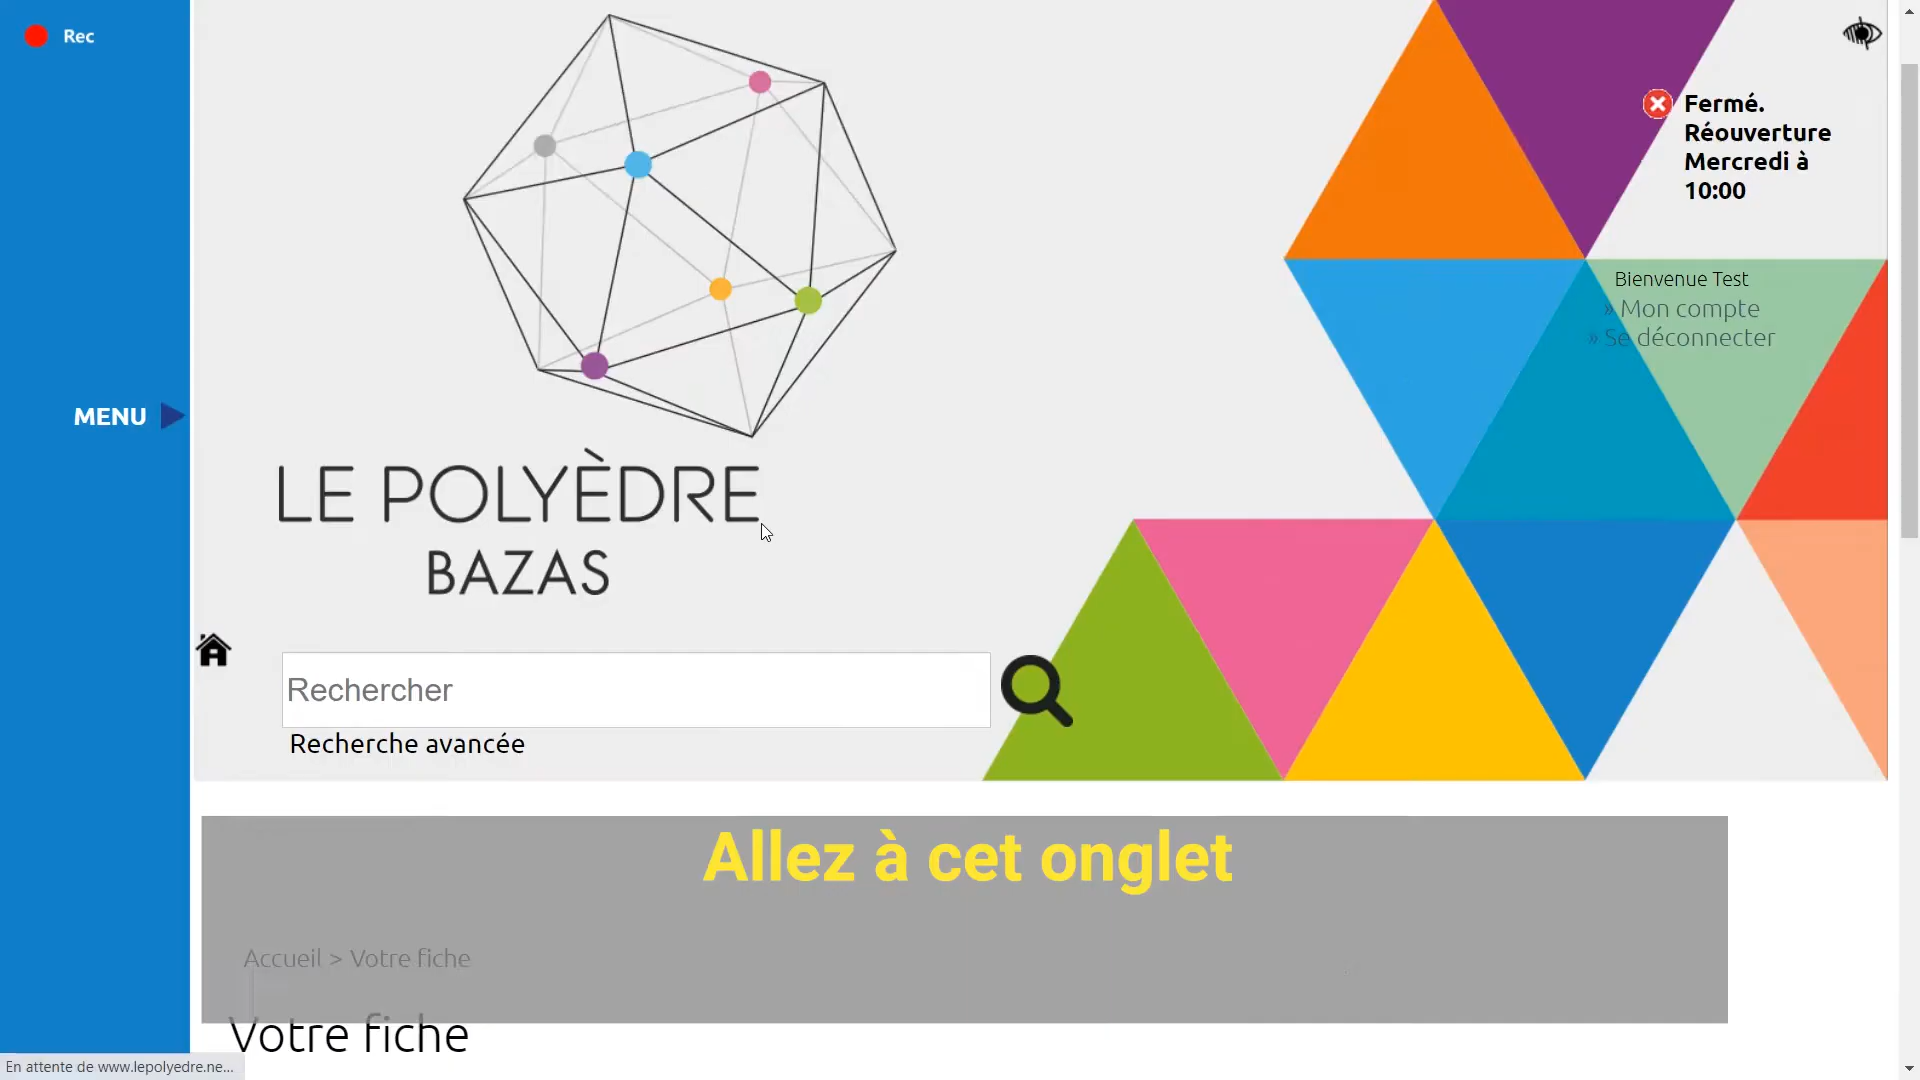 Rec
Fermé.
Réouverture
Mercredi à
10:00
Bienvenue Test
» Mon compte
» Se déconnecter
MENU
LE POLYÈDRE
BAZAS
Rechercher
Recherche avancée
Allez à cet onglet
Accueil > Votre fiche
Votre fiche
En attente de www.lepolyedre.ne...